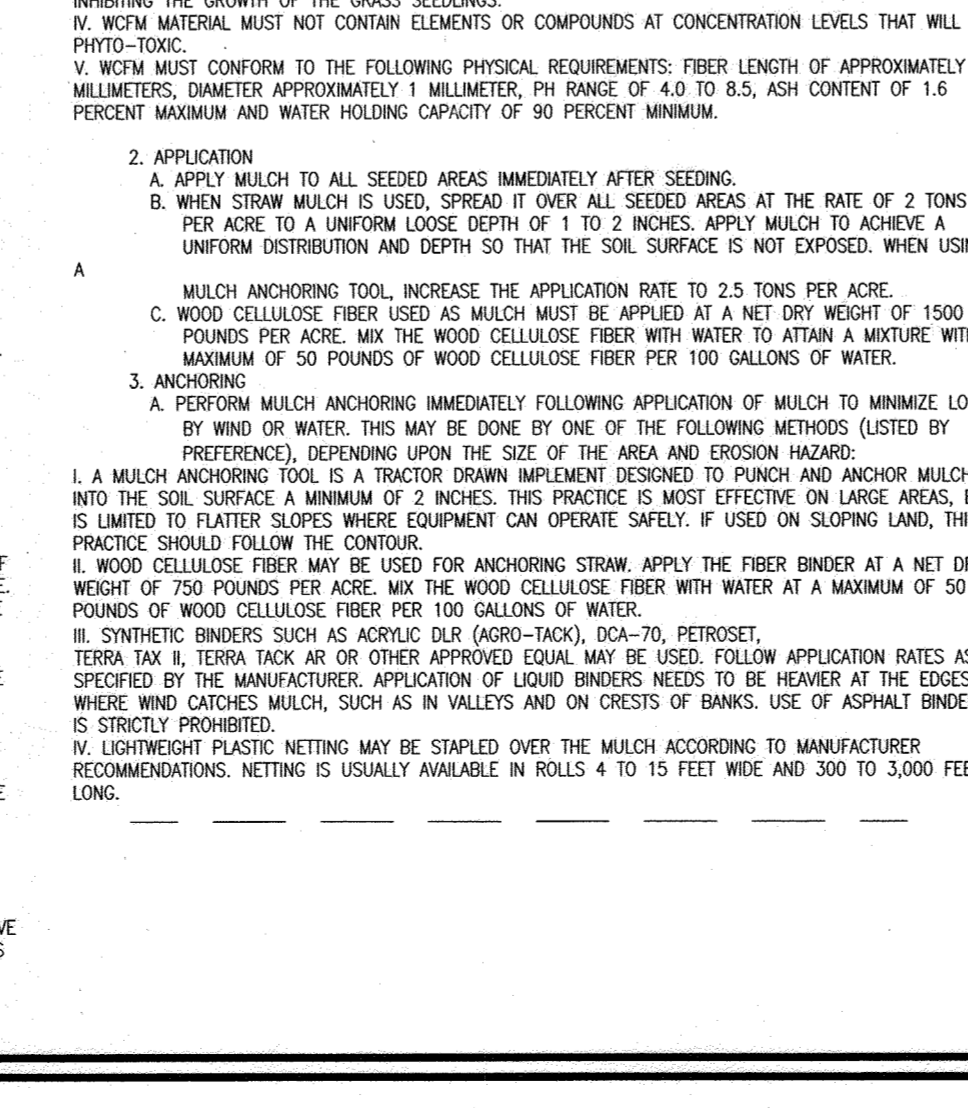 INHIBITING THE GROWTH OF THE GRASS SEEDLINGS.
IV. WCFM MATERIAL MUST NOT CONTAIN ELEMENTS OR COMPOUNDS AT CONCENTRATION LEVELS THAT WILL
PHYTO-TOXIC.
V. WCFM MUST CONFORM TO THE FOLLOWING PHYSICAL REQUIREMENTS: FIBER LENGTH OF APPROXIMATELY
MILLIMETERS, DIAMETER APPROXIMATELY 1 MILLIMETER, PH RANGE OF 4.0 TO 8.5, ASH CONTENT OF 1.6
PERCENT MAXIMUM AND WATER HOLDING CAPACITY OF 90 PERCENT MINIMUM.
2. APPLICATION
A. APPLY MULCH TO ALL SEEDED AREAS IMMEDIATELY AFTER SEEDING.
B. WHEN STRAW MULCH IS USED, SPREAD IT OVER ALL SEEDED AREAS AT THE RATE OF 2 TONS
PER ACRE TO A UNIFORM LOOSE DEPTH OF 1 TO 2 INCHES. APPLY MULCH TO ACHIEVE A
UNIFORM DISTRIBUTION AND DEPTH SO THAT THE SOIL SURFACE IS NOT EXPOSED. WHEN USI
A
MULCH ANCHORING TOOL, INCREASE THE APPLICATION RATE TO 2.5 TONS PER ACRE.
C. WOOD CELLULOSE FIBER USED AS MULCH MUST BE APPLIED AT A NET DRY WEIGHT OF 1500
POUNDS PER ACRE. MIX THE WOOD CELLULOSE FIBER WITH WATER TO ATTAIN A MIXTURE WIT
MAXIMUM OF 50 POUNDS OF WOOD CELLULOSE FIBER PER 100 GALLONS OF WATER.
3. ANCHORING
A. PERFORM MULCH ANCHORING IMMEDIATELY FOLLOWING APPLICATION OF MULCH TO MINIMIZE LO
BY WIND OR WATER. THIS MAY BE DONE BY ONE OF THE FOLLOWING METHODS (LISTED BY
PREFERENCE), DEPENDING UPON THE SIZE OF THE AREA AND EROSION HAZARD:
I. A MULCH ANCHORING TOOL IS A TRACTOR DRAWN IMPLEMENT DESIGNED TO PUNCH AND ANCHOR MULCH
INTO THE SOIL SURFACE A MINIMUM OF 2 INCHES. THIS PRACTICE IS MOST EFFECTIVE ON LARGE AREAS,
IS LIMITED TO FLATTER SLOPES WHERE EQUIPMENT CAN OPERATE SAFELY. IF USED ON SLOPING LAND, THI
PRACTICE SHOULD FOLLOW THE CONTOUR.
II. WOOD CELLULOSE FIBER MAY BE USED FOR ANCHORING STRAW. APPLY THE FIBER BINDER AT A NET D
WEIGHT OF 750 POUNDS PER ACRE. MIX THE WOOD CELLULOSE FIBER WITH WATER AT A MAXIMUM OF 50
POUNDS OF WOOD CELLULOSE FIBER PER 100 GALLONS OF WATER.
III. SYNTHETIC BINDERS SUCH AS ACRYLIC DLR (AGRO-TACK), DCA-70, PETROSET,
TERRA TAX II, TERRA TACK AR OR OTHER APPROVED EQUAL MAY BE USED. FOLLOW APPLICATION RATES AS
SPECIFIED BY THE MANUFACTURER. APPLICATION OF LIQUID BINDERS NEEDS TO BE HEAVIER AT THE EDGES
WHERE WIND CATCHES MULCH, SUCH AS IN VALLEYS AND ON CRESTS OF BANKS. USE OF ASPHALT BINDE
IS STRICTLY PROHIBITED.
IV. LIGHTWEIGHT PLASTIC NETTING MAY BE STAPLED OVER THE MULCH ACCORDING TO MANUFACTURER
RECOMMENDATIONS. NETTING IS USUALLY AVAILABLE IN ROLLS 4 TO 15 FEET WIDE AND 300 TO 3,000 FEE
LONG.
VE
S